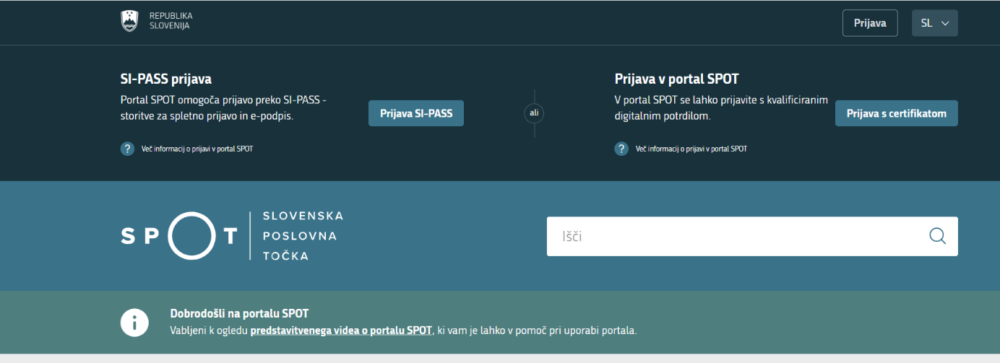 REPUBLIKA
SLOVENIJA
Prijava
SL
SI-PASS prijava
Portal SPOT omogoča prijavo preko SI-PASS -
storitve za spletno prijavo in e-podpis.
Prijava SI-PASS
? Več informacij o prijavi v portal SPOT
ali
Prijava v portal SPOT
V portal SPOT se lahko prijavite s kvalificiranim
digitalnim potrdilom.
Prijava s certifikatom
? Več informacij o prijavi v portal SPOT
SPOT
SLOVENSKA
POSLOVNA
TOČKA
Išči
Dobrodošli na portalu SPOT
Vabljeni k ogledu predstavitvenega videa o portalu SPOT, ki vam je lahko v pomoč pri uporabi portala.